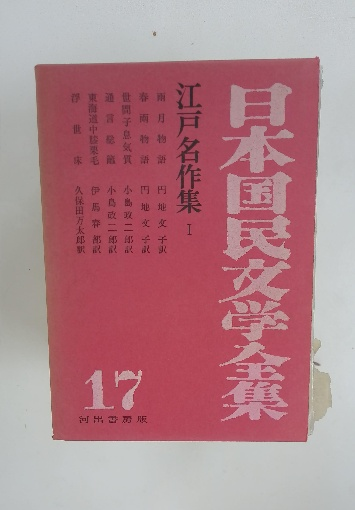 日本国民文学全集
江戸名作集 I
雨月物語 円地文子訳
春雨物語 円地文子訳
世間子息気質 小島政二郎訳
通言総籬 小島政二郎訳
東海道中膝栗毛 伊馬春部訳
浮世床 久保田万太郎訳
17
河出書房版